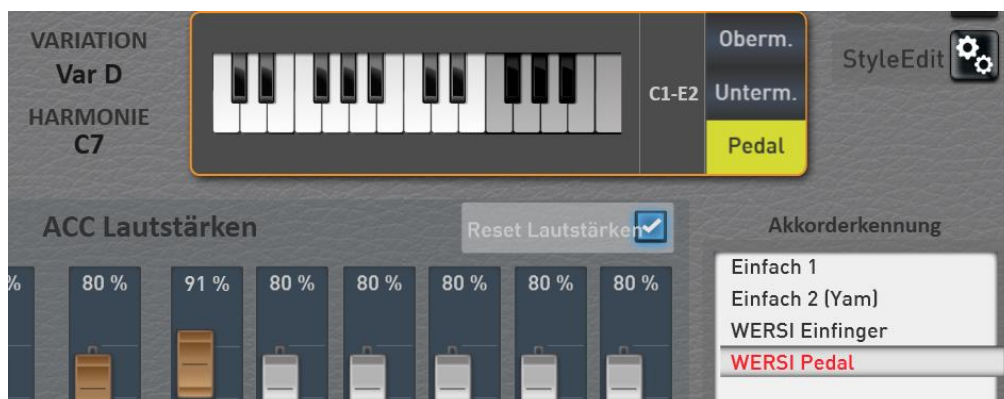 VARIATION
Var D
HARMONIE
C7
C1-E2
Oberm.
Unterm.
Pedal
StyleEdit
ACC Lautstärken
Reset Lautstärken
Akkorderkennung
%
80 %
91 %
80 %
80 %
80 %
80 %
80 %
Einfach 1
Einfach 2 (Yam)
WERSI Einfinger
WERSI Pedal